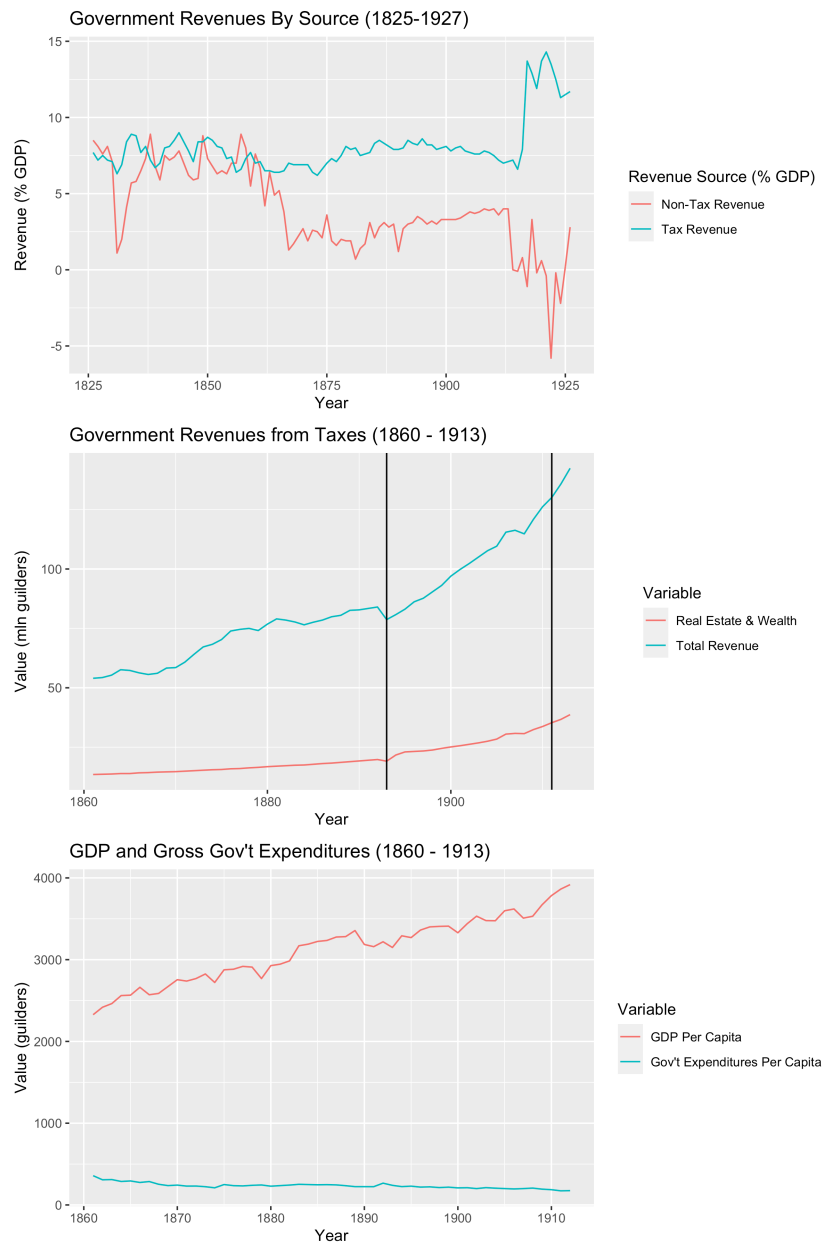 Government Revenues By Source (1825-1927)
15
10
5
0
-5
Revenue (% GDP)
1825 1850 1875 1900 1925
Year
Revenue Source (% GDP)
Non-Tax Revenue
Tax Revenue
Government Revenues from Taxes (1860 - 1913)
100
50
Value (mln guilders)
1860 1880 1900
Year
Variable
Real Estate & Wealth
Total Revenue
GDP and Gross Gov't Expenditures (1860 - 1913)
4000
3000
2000
1000
0
Value (guilders)
1860 1870 1880 1890 1900 1910
Year
Variable
GDP Per Capita
Gov't Expenditures Per Capita